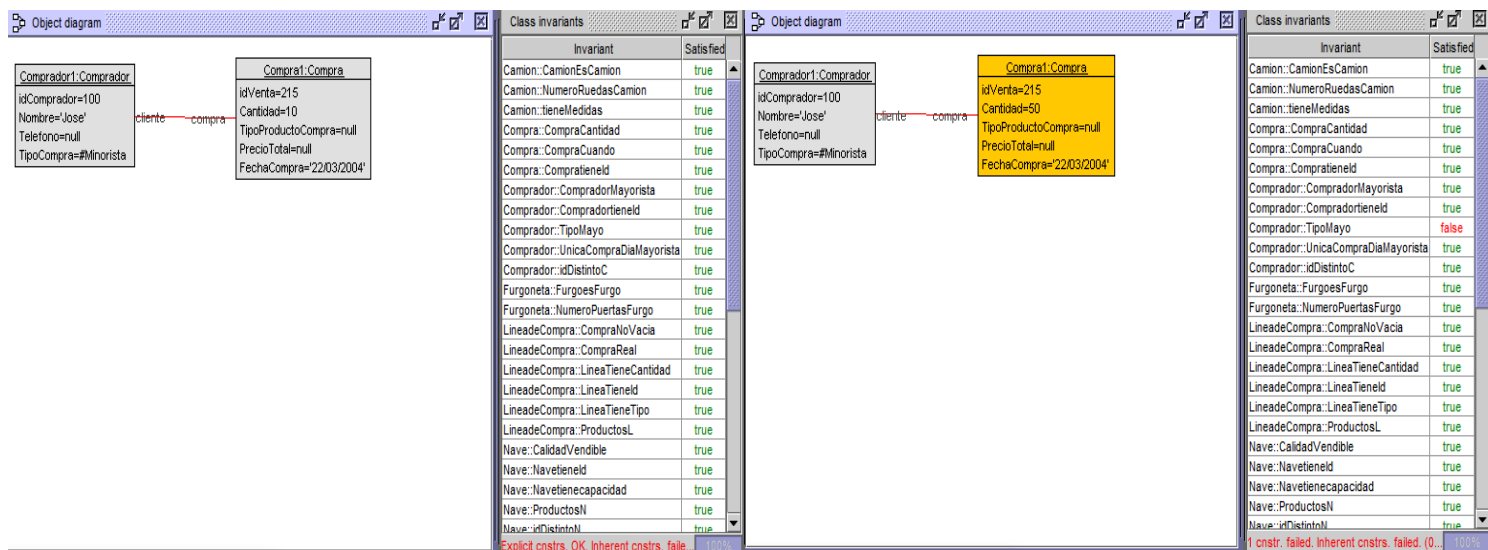 Object diagram
Comprador1:Comprador
idComprador=100
Nombre='Jose'
Telefono=null
TipoCompra=#Minorista
cliente
compra
Compra1:Compra
idVenta=215
Cantidad=10
TipoProductoCompra=null
PrecioTotal=null
FechaCompra='22/03/2004'
Class invariants
Invariant Satisfied
Camion::CamionEsCamion true
Camion::NumeroRuedasCamion true
Camion::tieneMedidas true
Compra::CompraCantidad true
Compra::CompraCuando true
Compra::CompratieneId true
Comprador::CompradorMayorista true
Comprador::CompradortieneId true
Comprador::TipoMayo true
Comprador::UnicaCompraDiaMayorista true
Comprador::idDistintoC true
Furgoneta::FurgoesFurgo true
Furgoneta::NumeroPuertasFurgo true
LineadeCompra::CompraNoVacia true
LineadeCompra::CompraReal true
LineadeCompra::LineaTieneCantidad true
LineadeCompra::LineaTieneId true
LineadeCompra::LineaTieneTipo true
LineadeCompra::ProductosL true
Nave::CalidadVendible true
Nave::NavetieneId true
Nave::Navetienecapacidad true
Nave::ProductosN true
Nave::idDistintoN true
Explicit cnstrs. OK. Inherent cnstrs. faile 100%
Object diagram
Comprador1:Comprador
idComprador=100
Nombre='Jose'
Telefono=null
TipoCompra=#Minorista
cliente
compra
Compra1:Compra
idVenta=215
Cantidad=50
TipoProductoCompra=null
PrecioTotal=null
FechaCompra='22/03/2004'
Class invariants
Invariant Satisfied
Camion::CamionEsCamion true
Camion::NumeroRuedasCamion true
Camion::tieneMedidas true
Compra::CompraCantidad true
Compra::CompraCuando true
Compra::CompratieneId true
Comprador::CompradorMayorista true
Comprador::CompradortieneId true
Comprador::TipoMayo false
Comprador::UnicaCompraDiaMayorista true
Comprador::idDistintoC true
Furgoneta::FurgoesFurgo true
Furgoneta::NumeroPuertasFurgo true
LineadeCompra::CompraNoVacia true
LineadeCompra::CompraReal true
LineadeCompra::LineaTieneCantidad true
LineadeCompra::LineaTieneId true
LineadeCompra::LineaTieneTipo true
LineadeCompra::ProductosL true
Nave::CalidadVendible true
Nave::NavetieneId true
Nave::Navetienecapacidad true
Nave::ProductosN true
Nave::idDistintoN true
1 cnstr. failed. Inherent cnstrs. failed. (0... 100%